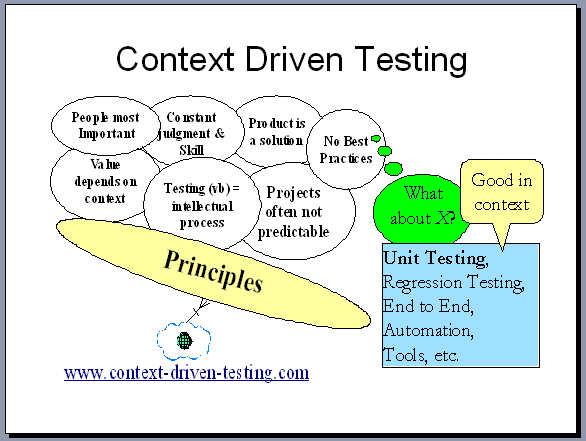 Context Driven Testing
People most
Important
Constant
judgment &
Skill
Product is
a solution
No Best
Practices
Value
depends on
context
Testing (vb) =
intellectual
process
Projects
often not
predictable
What
about X?
Good in
context
Principles
Unit Testing,
Regression Testing,
End to End,
Automation,
Tools, etc.
www.context-driven-testing.com